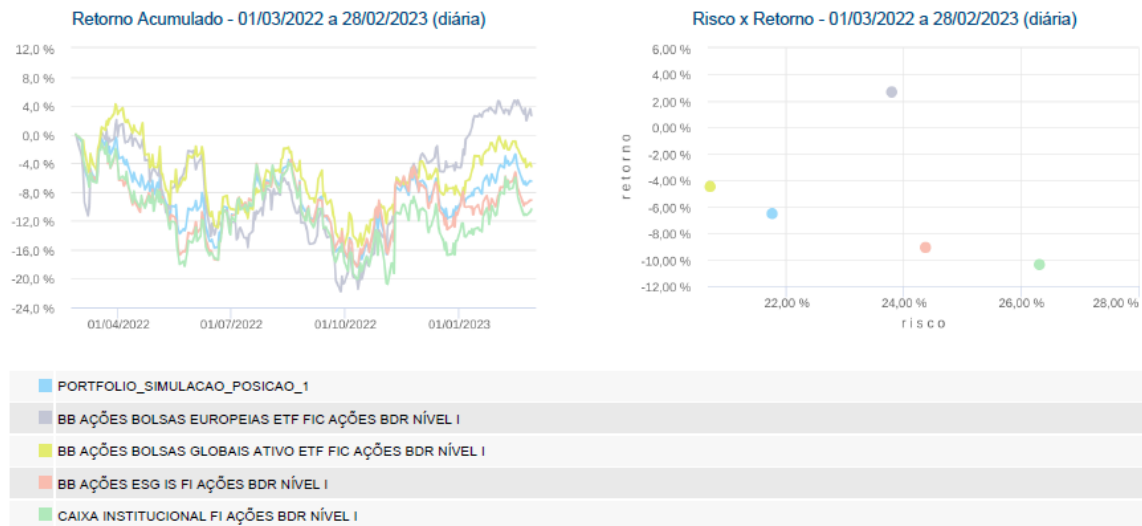 Retorno Acumulado - 01/03/2022 a 28/02/2023 (diária)
12,0 %
8,0 %
4,0 %
0,0 %
-4,0 %
-8,0 %
-12,0 %
-16,0 %
-20,0 %
-24,0 %
01/04/2022 01/07/2022 01/10/2022 01/01/2023
Risco x Retorno - 01/03/2022 a 28/02/2023 (diária)
6,00 %
4,00 %
2,00 %
0,00 %
-2,00 %
-4,00 %
-6,00 %
-8,00 %
-10,00 %
-12,00 %
retorno
22,00 % 24,00 % 26,00 % 28,00 %
risco
PORTFOLIO_SIMULACAO_POSICAO_1
BB AÇÕES BOLSAS EUROPEIAS ETF FIC AÇÕES BDR NÍVEL I
BB AÇÕES BOLSAS GLOBAIS ATIVO ETF FIC AÇÕES BDR NÍVEL I
BB AÇÕES ESG IS FI AÇÕES BDR NÍVEL I
CAIXA INSTITUCIONAL FI AÇÕES BDR NÍVEL I